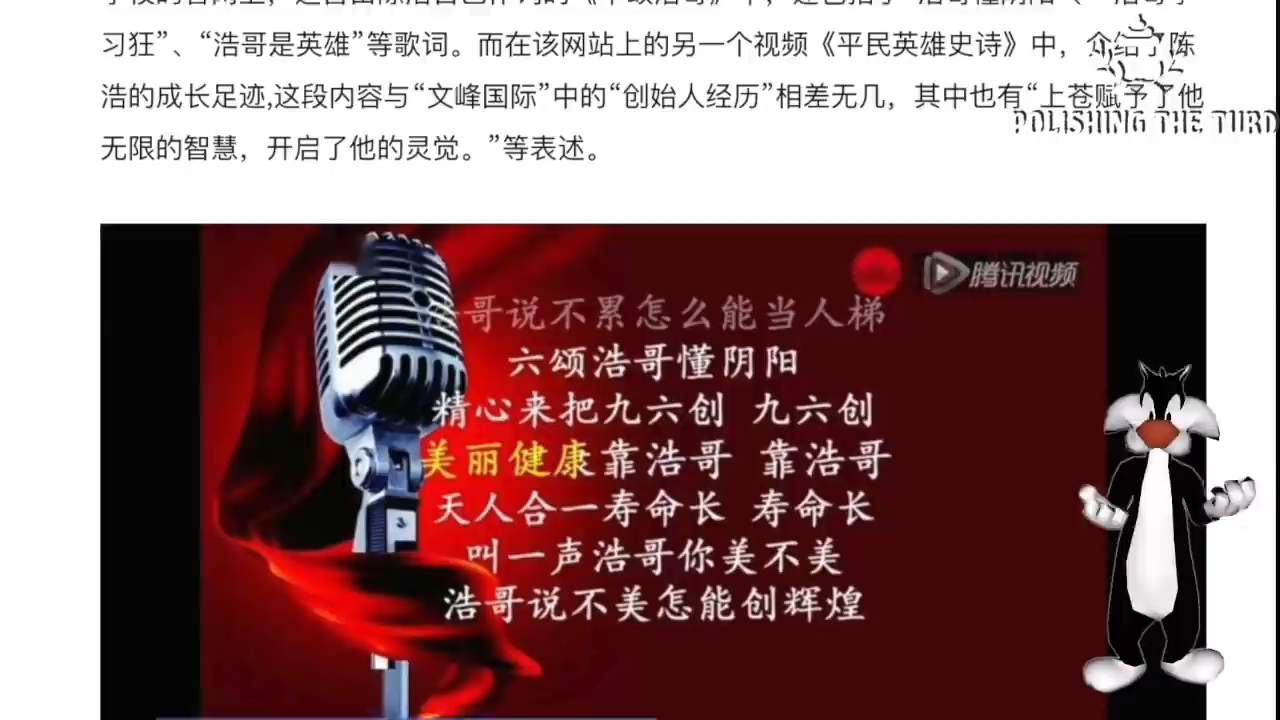 习狂”、“浩哥是英雄”等歌词。而在该网站上的另一个视频《平民英雄史诗》中，介绍了陈
浩的成长足迹,这段内容与“文峰国际”中的“创始人经历”相差无几，其中也有“上苍赋予了他
无限的智慧，开启了他的灵觉。”等表述。
POLISHING THE TURD
腾讯视频
浩哥说不累怎么能当人梯
六颂浩哥懂阴阳
精心来把九六创 九六创
美丽健康靠浩哥 靠浩哥
天人合一寿命长 寿命长
叫一声浩哥你美不美
浩哥说不美怎能创辉煌